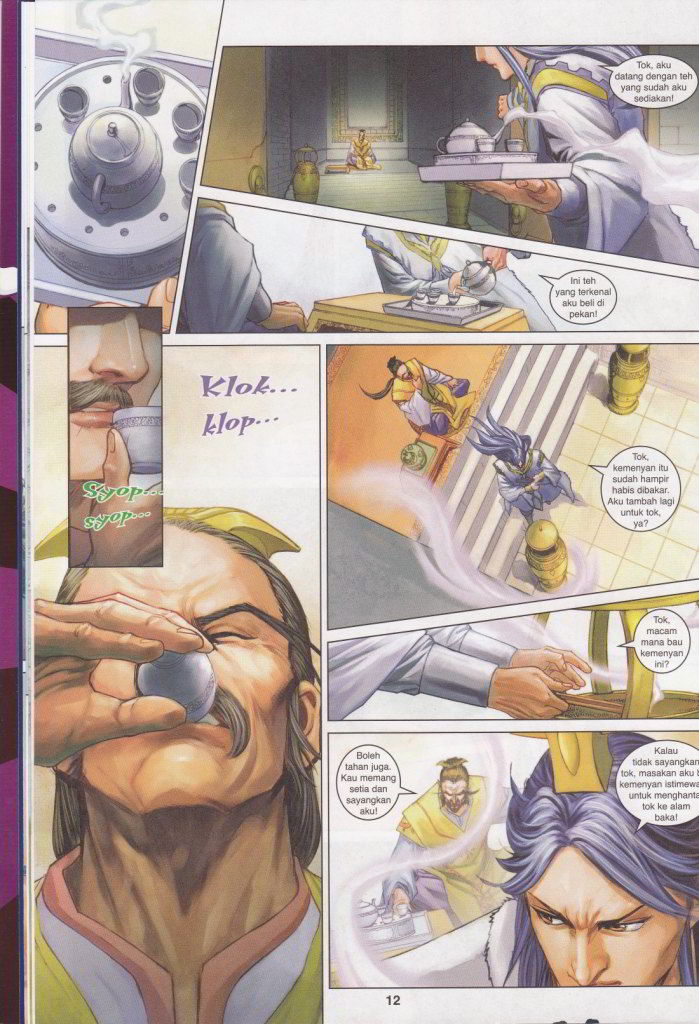 Tok, aku
datang dengan teh
yang sudah aku
sediakan!
Ini teh
yang terkenal
aku beli di
pekan!
Klok...
klop...
Syop...
syop...
Tok,
kemenyan itu
sudah hampir
habis dibakar.
Aku tambah lagi
untuk tok,
ya?
Tok,
macam
mana bau
kemenyan
ini?
Boleh
tahan juga.
Kau memang
setia dan
sayangkan
aku!
Kalau
tidak sayangkan
tok, masakan aku
kemenyan istimewa
untuk menghantar
tok ke alam
baka!
12